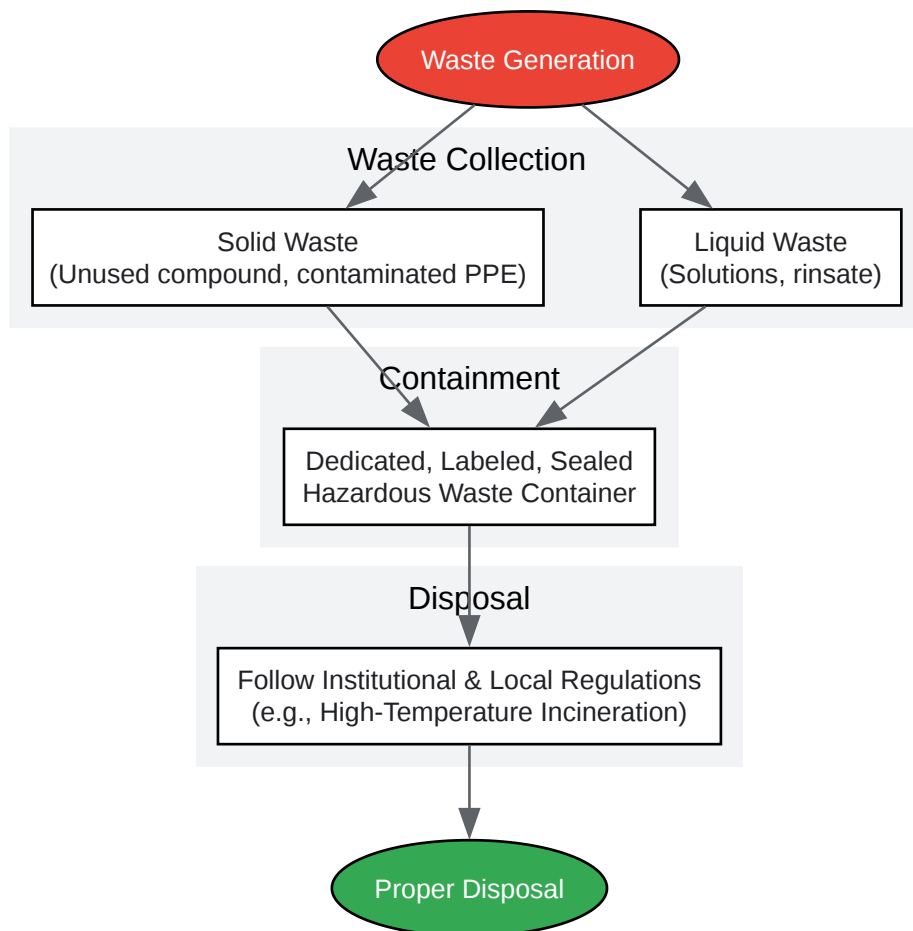 Waste Generation
Waste Collection
Solid Waste
(Unused compound, contaminated PPE)
Liquid Waste
(Solutions, rinsate)
Containment
Dedicated, Labeled, Sealed
Hazardous Waste Container
Disposal
Follow Institutional & Local Regulations
(e.g., High-Temperature Incineration)
Proper Disposal